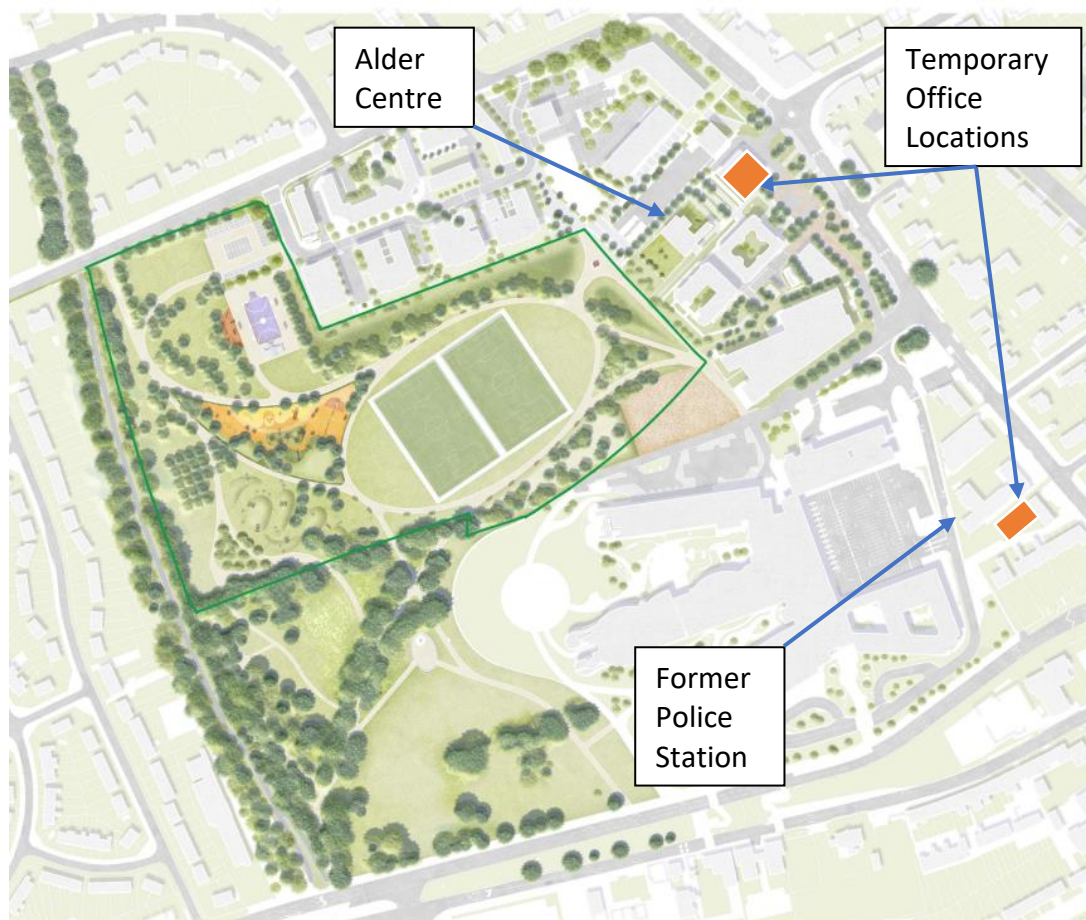 Alder
Centre
Temporary
Office
Locations
Former
Police
Station